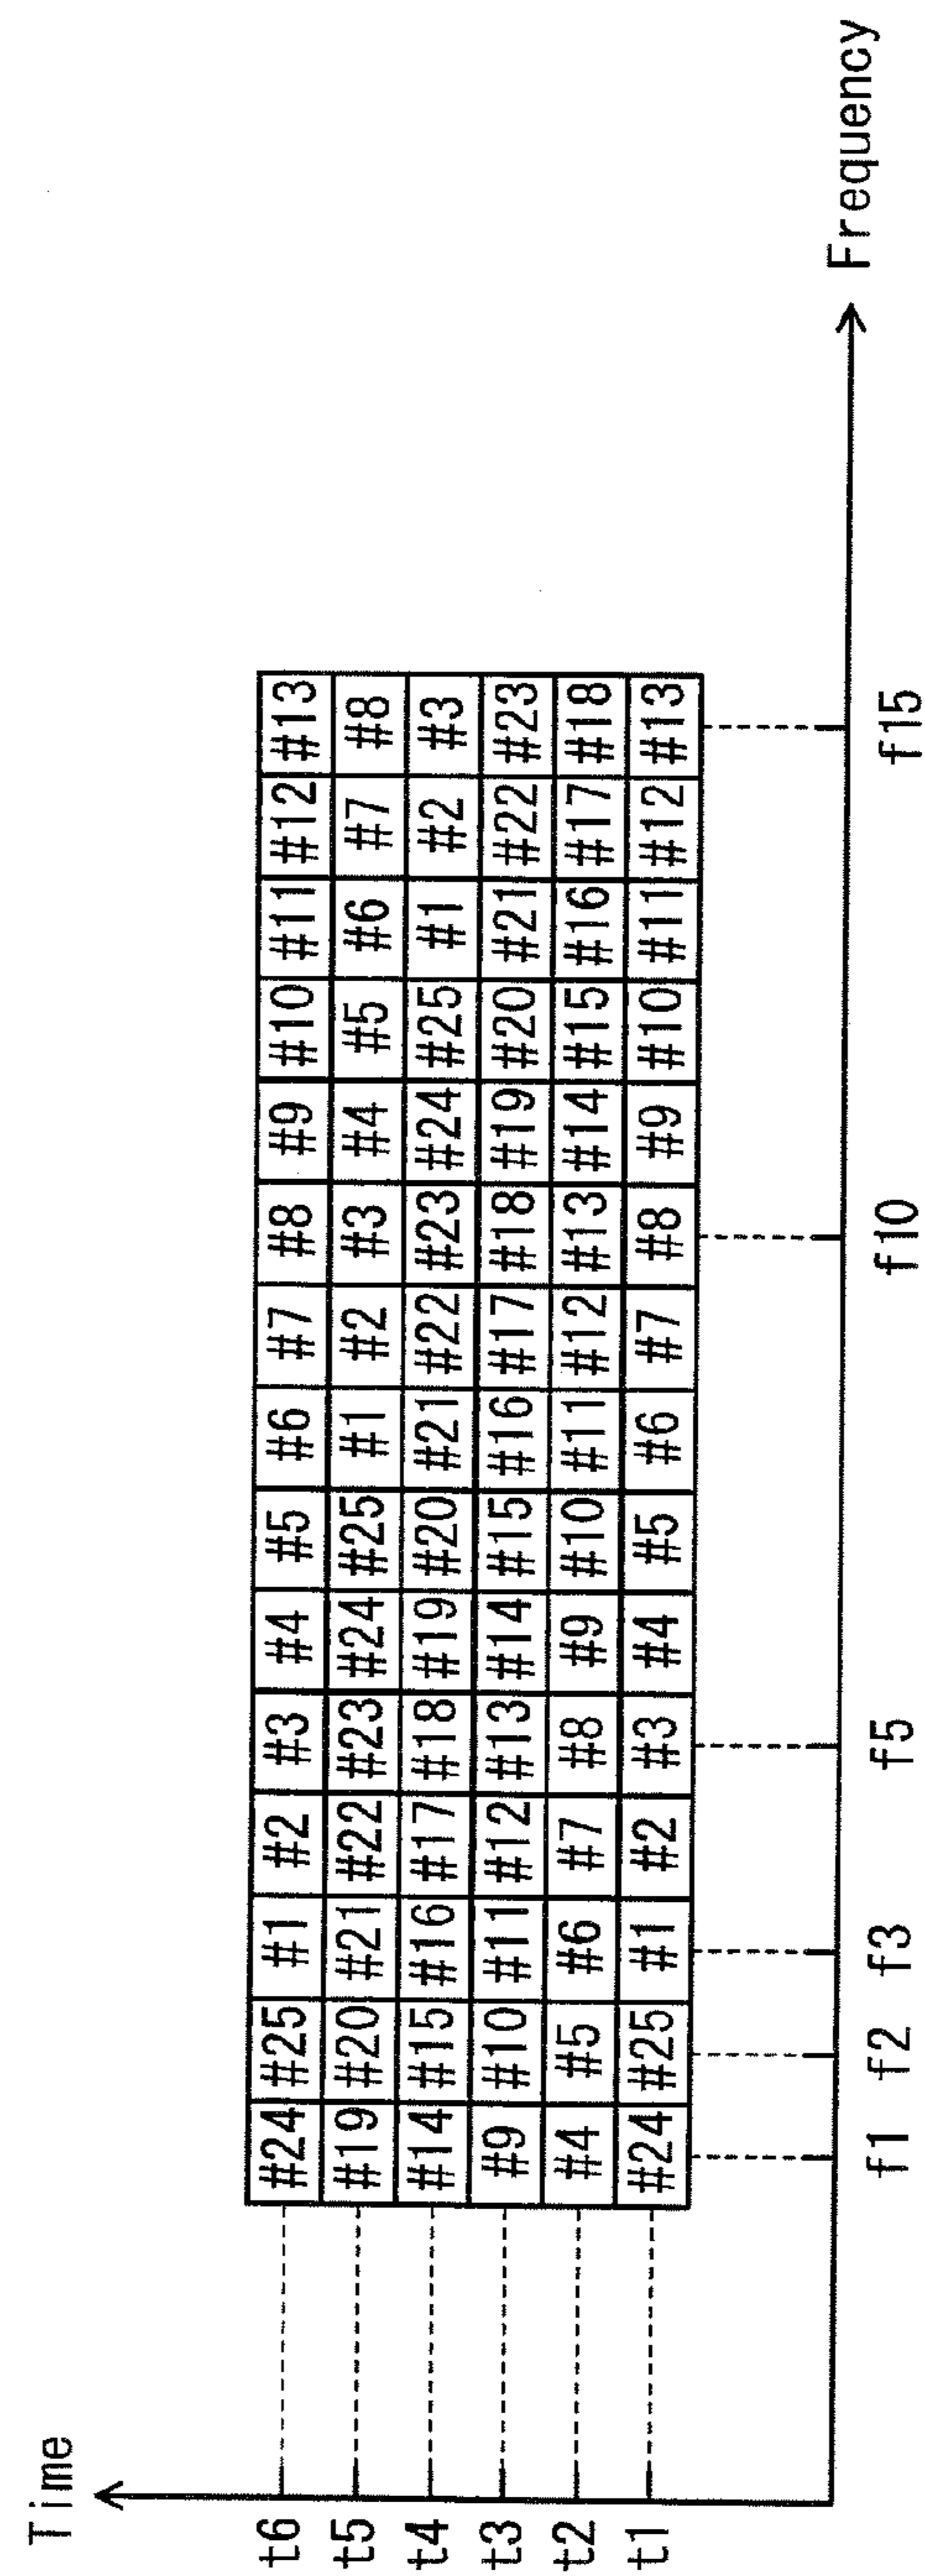 Time
t6 #24 #25 #1 #2 #3 #4 #5 #6 #7 #8 #9 #10 #11 #12 #13
t5 #19 #20 #21 #22 #23 #24 #25 #1 #2 #3 #4 #5 #6 #7 #8
t4 #14 #15 #16 #17 #18 #19 #20 #21 #22 #23 #24 #25 #1 #2 #3
t3 #9 #10 #11 #12 #13 #14 #15 #16 #17 #18 #19 #20 #21 #22 #23
t2 #4 #5 #6 #7 #8 #9 #10 #11 #12 #13 #14 #15 #16 #17 #18
t1 #24 #25 #1 #2 #3 #4 #5 #6 #7 #8 #9 #10 #11 #12 #13
Frequency
f1 f2 f3 f5 f10 f15